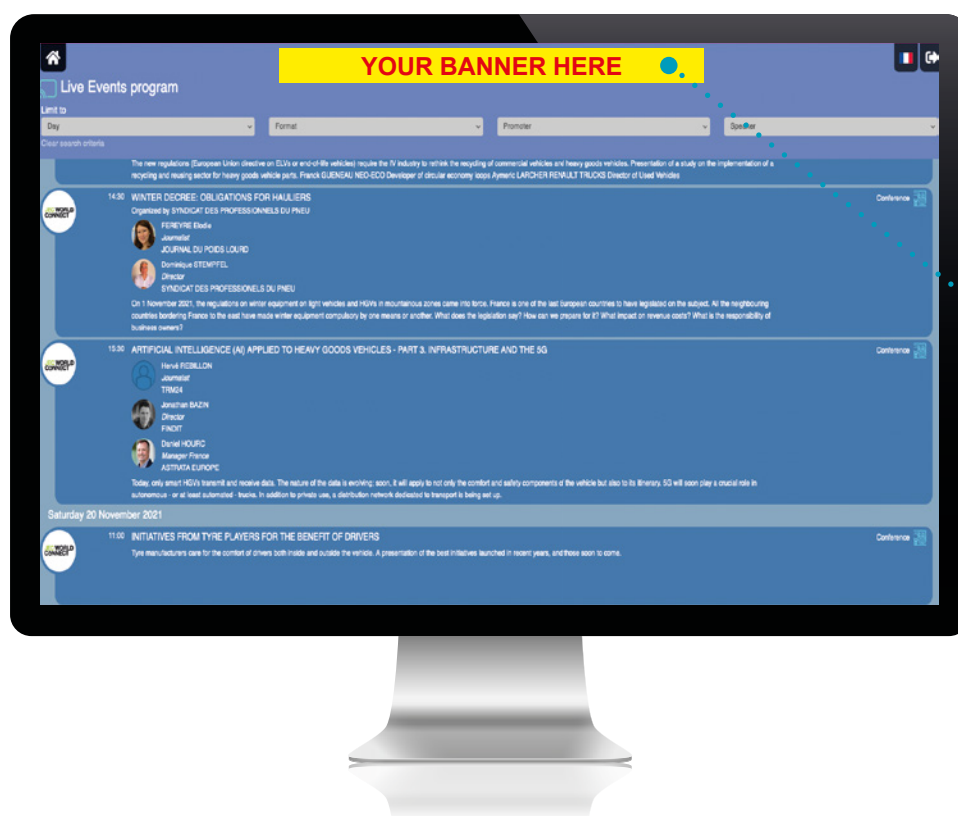 YOUR BANNER HERE
Live Events program
Limit to
Day
Format
Promoter
Speaker
Clear search criteria
The new regulations (European Union directive on ELVs or end-of-life vehicles) require the IV industry to rethink the recycling of commercial vehicles and heavy goods vehicles. Presentation of a study on the implementation of a
recycling and reusing sector for heavy goods vehicle parts. Franck GUENEAU NEO-ECO Developer of circular economy loops Aymeric LARCHER RENAULT TRUCKS Director of Used Vehicles
WORLD
CONNECT
14:30 WINTER DECREE: OBLIGATIONS FOR HAULIERS
Conference
Organized by SYNDICAT DES PROFESSIONNELS DU PNEU
FEREYRE Elodie
Journalist
JOURNAL DU POIDS LOURD
Dominique STEMPFEL
Director
SYNDICAT DES PROFESSIONELS DU PNEU
On 1 November 2021, the regulations on winter equipment on light vehicles and HGVs in mountainous zones came into force. France is one of the last European countries to have legislated on the subject. All the neighbouring
countries bordering France to the east have made winter equipment compulsory by one means or another. What does the legislation say? How can we prepare for it? What impact on revenue costs? What is the responsibility of
business owners?
WORLD
CONNECT
15:30 ARTIFICIAL INTELLIGENCE (AI) APPLIED TO HEAVY GOODS VEHICLES - PART 3. INFRASTRUCTURE AND THE 5G
Conference
Hervé REBILLON
Journalist
TRM24
Jonathan BAZIN
Director
FINDIT
Daniel HOURC
Manager France
ASTRATA EUROPE
Today, only smart HGVs transmit and receive data. The nature of the data is evolving; soon, it will apply to not only the comfort and safety components of the vehicle but also to its itinerary. 5G will soon play a crucial role in
autonomous - or at least automated - trucks. In addition to private use, a distribution network dedicated to transport is being set up.
Saturday 20 November 2021
WORLD
CONNECT
11:00 INITIATIVES FROM TYRE PLAYERS FOR THE BENEFIT OF DRIVERS
Conference
Tyre manufacturers care for the comfort of drivers both inside and outside the vehicle. A presentation of the best initiatives launched in recent years, and those soon to come.